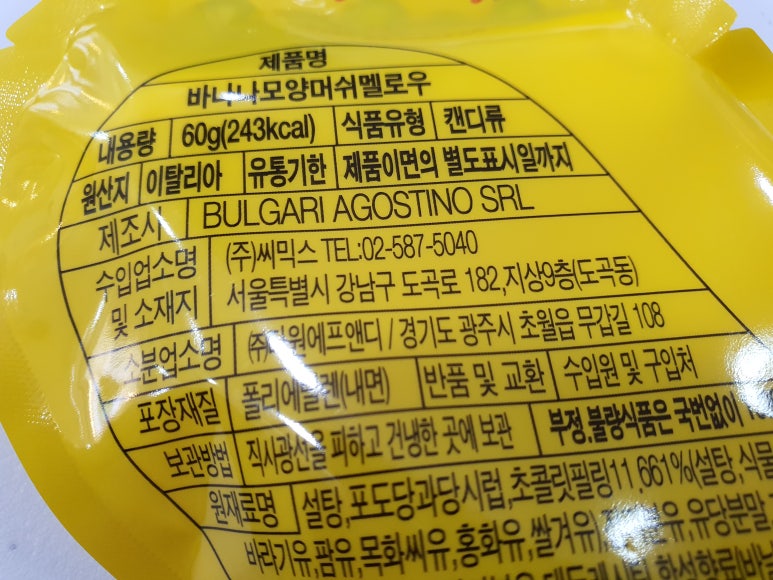 제품명
바나나모양머쉬멜로우
내용량 60g(243kcal) 식품유형 캔디류
원산지 이탈리아 유통기한 제품이면의 별도표시일까지
제조사 BULGARI AGOSTINO SRL
수입업소명 및 소재지 (주)씨믹스 TEL:02-587-5040
서울특별시 강남구 도곡로 182,지상9층(도곡동)
소분업소명 / 경기도 광주시 초월읍 무갑길 108
포장재질 폴리에틸렌(내면) 반품 및 교환 수입원 및 구입처
보관방법 직사광선을 피하고 건냉한 곳에 보관 부정.불량식품은 국번없이
원재료명 설탕,포도당과당시럽,초콜릿필링11.661%(설탕,
바라기유,팜유,목화씨유,홍화유,쌀겨유, 유당분말